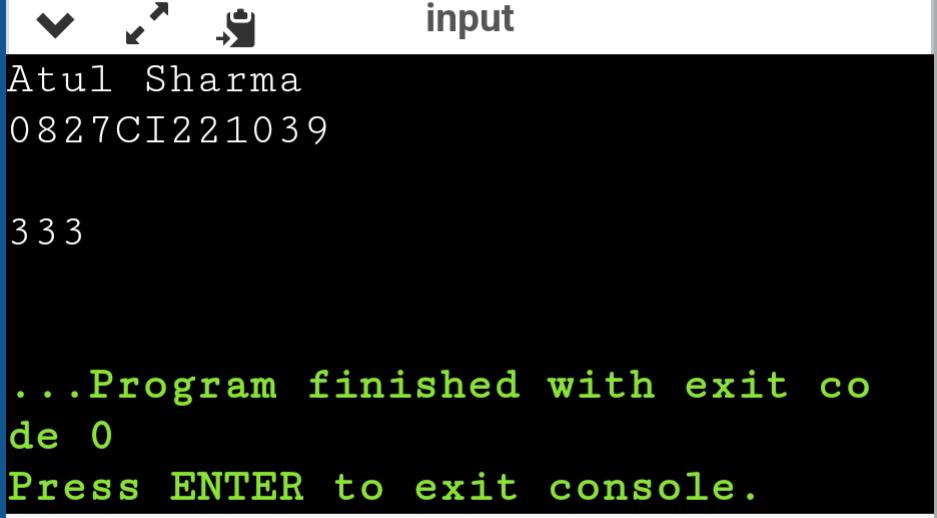 input
Atul Sharma
0827CI221039
333
...Program finished with exit co
de 0
Press ENTER to exit console.